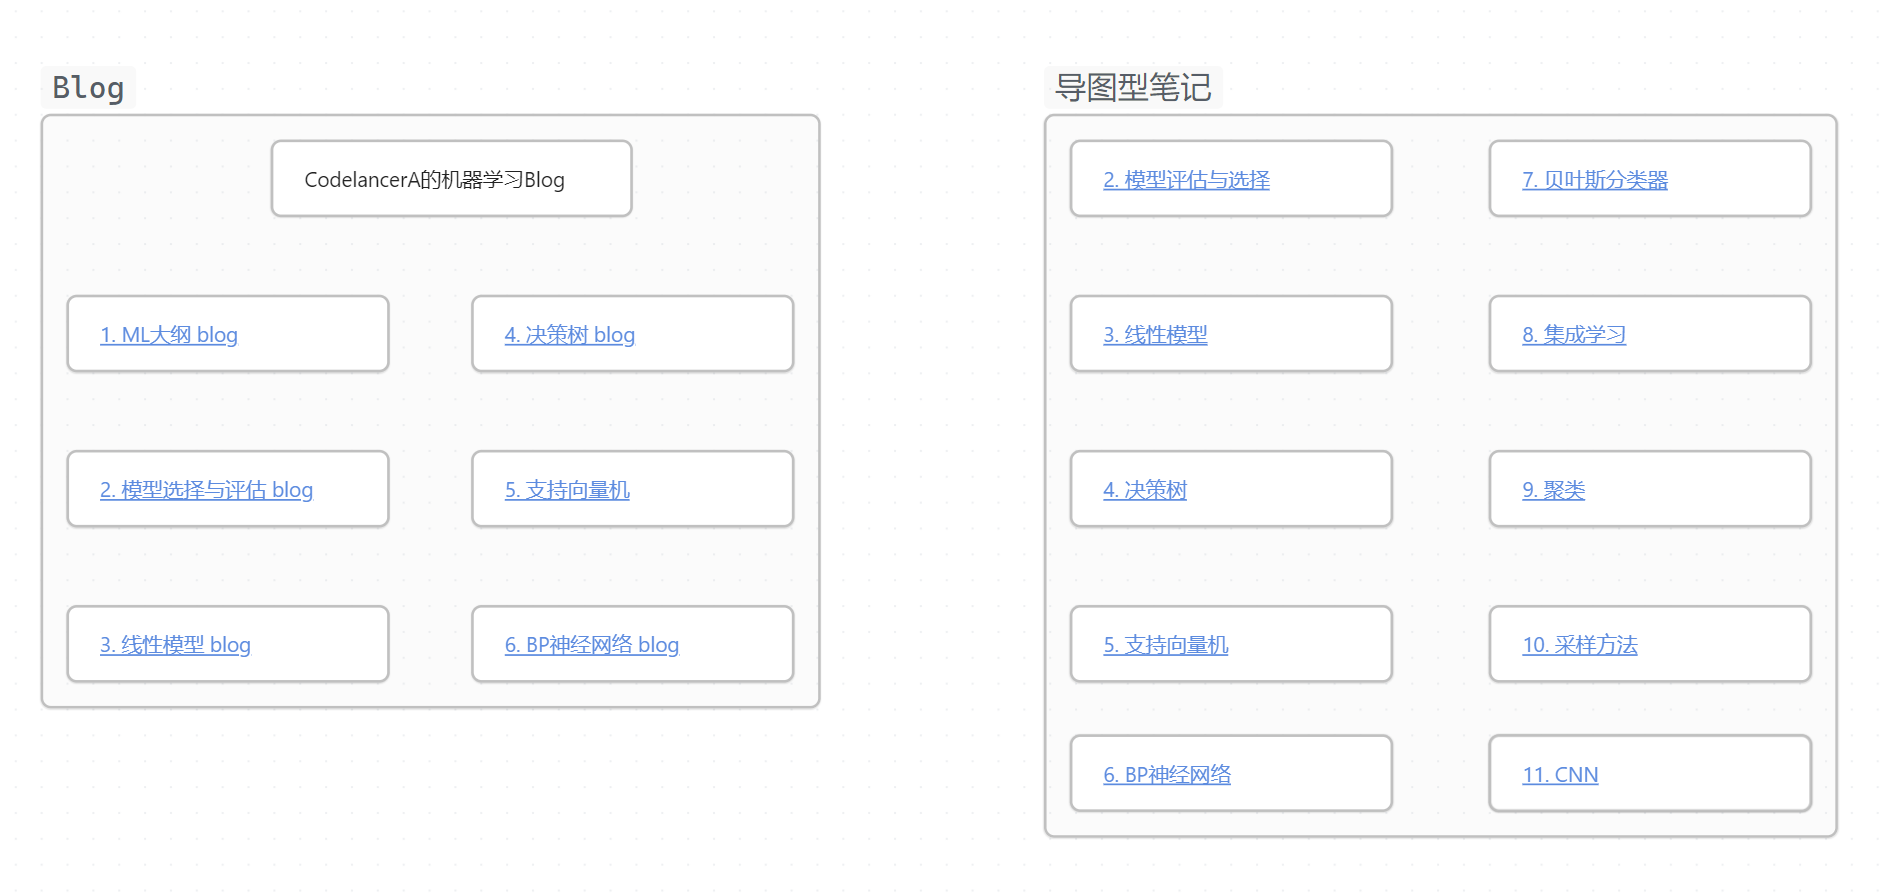 Blog
CodelancerA的机器学习Blog
1. ML大纲 blog
4. 决策树 blog
2. 模型选择与评估 blog
5. 支持向量机
3. 线性模型 blog
6. BP神经网络 blog
导图型笔记
2. 模型评估与选择
7. 贝叶斯分类器
3. 线性模型
8. 集成学习
4. 决策树
9. 聚类
5. 支持向量机
10. 采样方法
6. BP神经网络
11. CNN